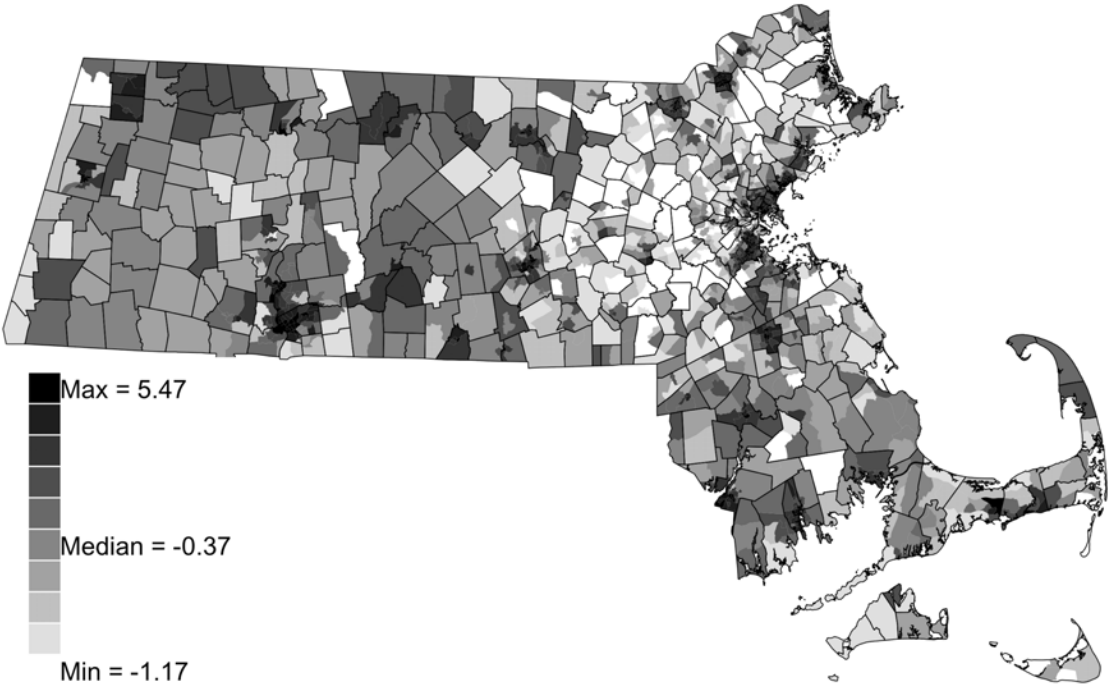 Max = 5.47
Median = -0.37
Min = -1.17